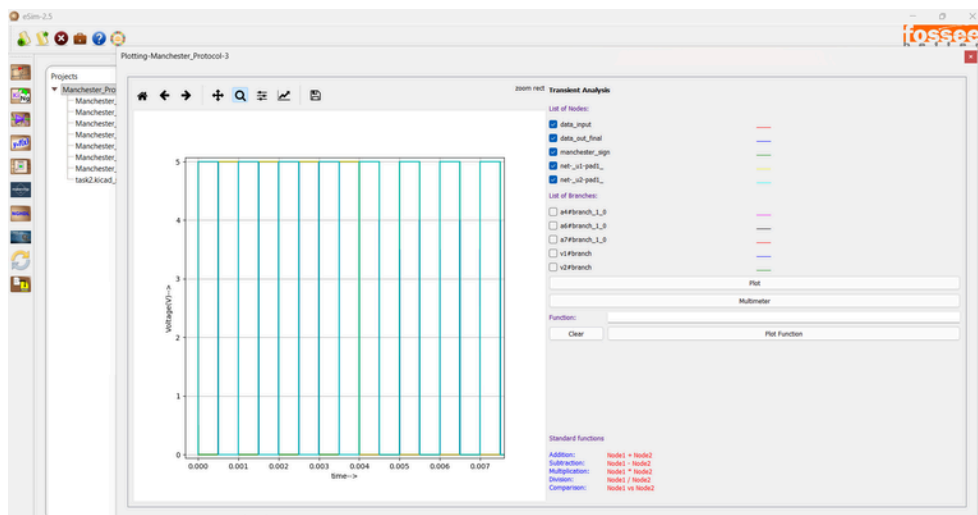 eSim-2.5
fossee
Plotting-Manchester_Protocol-3
Projects
Manchester_Pro
Manchester_
Manchester_
Manchester_
Manchester_
Manchester_
Manchester_
Manchester_
task2.kicad_
zoom rect
Transient Analysis
List of Nodes:
data_input
data_out_final
manchester_sign
net-_u1-pad1_
net-_u2-pad1_
List of Branches:
a4#branch_1_0
a6#branch_1_0
a7#branch_1_0
v1#branch
v2#branch
Plot
Multimeter
Function:
Clear
Plot Function
Standard functions
Addition: Node1 + Node2
Subtraction: Node1 - Node2
Multiplication: Node1 * Node2
Division: Node1 / Node2
Comparison: Node1 vs Node2
5
4
3
2
1
0
Voltage(V)-->
0.000 0.001 0.002 0.003 0.004 0.005 0.006 0.007
time-->